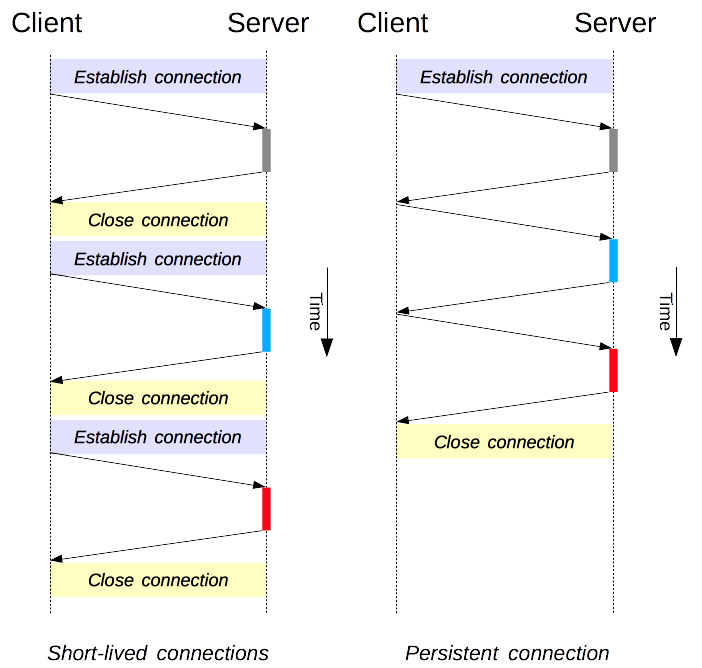 Client
Server
Establish connection
Close connection
Establish connection
Close connection
Establish connection
Close connection
Time
Short-lived connections
Client
Server
Establish connection
Close connection
Time
Persistent connection